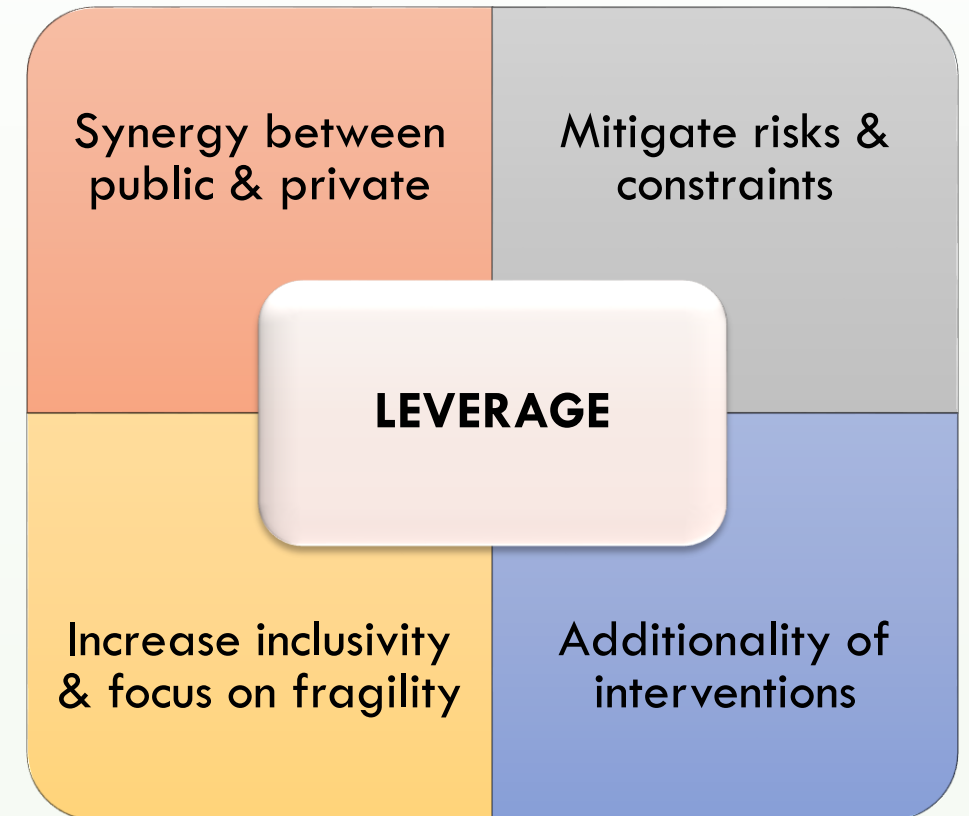 Synergy between
public & private
Mitigate risks &
constraints
LEVERAGE
Increase inclusivity
& focus on fragility
Additionality of
interventions